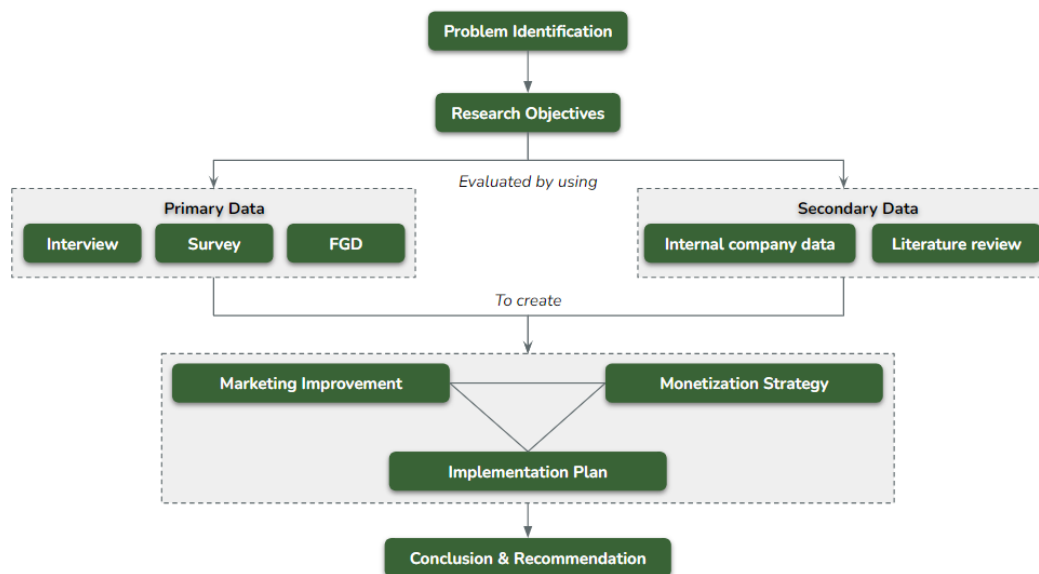 Problem Identification
Research Objectives
Evaluated by using
Primary Data
Interview
Survey
FGD
Secondary Data
Internal company data
Literature review
To create
Marketing Improvement
Monetization Strategy
Implementation Plan
Conclusion & Recommendation